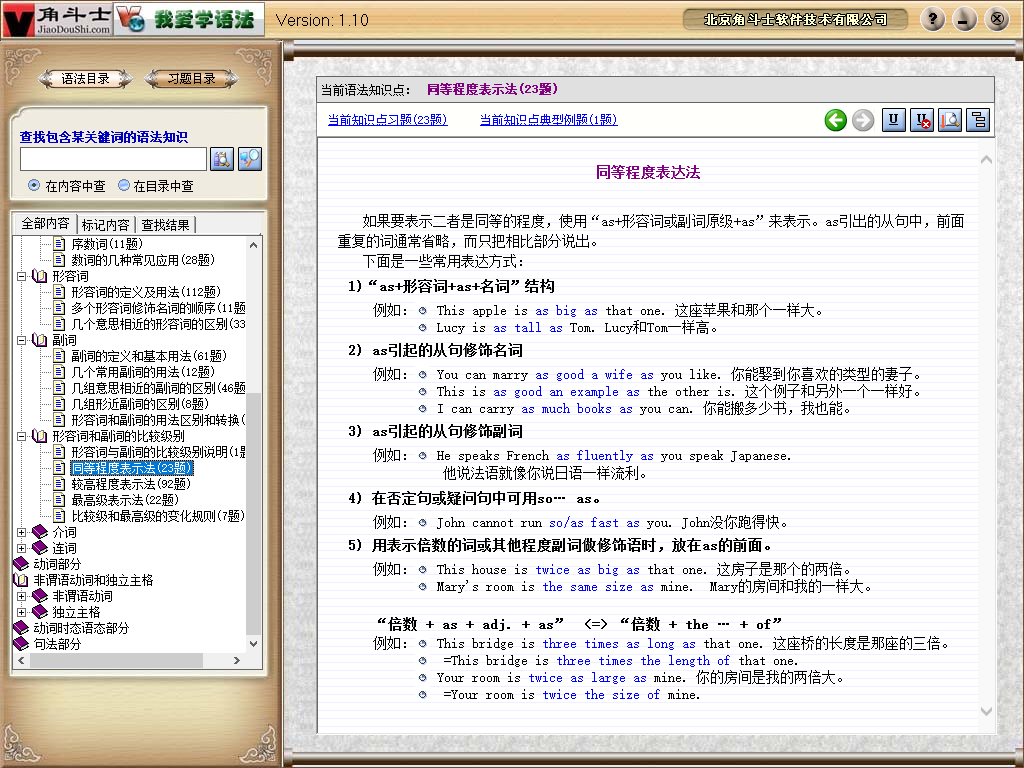 角斗士
JiaoDouShi.com
我爱学语法
Version: 1.10
北京角斗士软件技术有限公司
语法目录
习题目录
查找包含某关键词的语法知识
在内容中查
在目录中查
全部内容
标记内容
查找结果
序数词(11题)
数词的几种常见应用(28题)
形容词
形容词的定义及用法(112题)
多个形容词修饰名词的顺序(11题
几个意思相近的形容词的区别(33
副词
副词的定义和基本用法(61题)
几个常用副词的用法(12题)
几组意思相近的副词的区别(46题
几组形近副词的区别(8题)
形容词和副词的用法区别和转换(
形容词和副词的比较级别
形容词与副词的比较级别说明(1题
同等程度表示法(23题)
较高程度表示法(92题)
最高级表示法(22题)
比较级和最高级的变化规则(7题)
介词
连词
动词部分
非谓语动词和独立主格
非谓语动词
独立主格
动词时态语态部分
句法部分
当前语法知识点： 同等程度表示法(23题)
当前知识点习题(23题)
当前知识点典型例题(1题)
同等程度表达法
如果要表示二者是同等的程度，使用“as+形容词或副词原级+as”来表示。as引出的从句中，前面
重复的词通常省略，而只把相比部分说出。
下面是一些常用表达方式：
1)“as+形容词+as+名词”结构
例如： This apple is as big as that one. 这座苹果和那个一样大。
Lucy is as tall as Tom. Lucy和Tom一样高。
2) as引起的从句修饰名词
例如： You can marry as good a wife as you like. 你能娶到你喜欢的类型的妻子。
This is as good an example as the other is. 这个例子和另外一个一样好。
I can carry as much books as you can. 你能搬多少书，我也能。
3) as引起的从句修饰副词
例如： He speaks French as fluently as you speak Japanese.
他说法语就像你说日语一样流利。
4) 在否定句或疑问句中可用so… as。
例如： John cannot run so/as fast as you. John没你跑得快。
5) 用表示倍数的词或其他程度副词做修饰语时，放在as的前面。
例如： This house is twice as big as that one. 这房子是那个的两倍。
Mary's room is the same size as mine. Mary的房间和我的一样大。
“倍数 + as + adj. + as” <=> “倍数 + the … + of”
例如： This bridge is three times as long as that one. 这座桥的长度是那座的三倍。
=This bridge is three times the length of that one.
Your room is twice as large as mine. 你的房间是我的两倍大。
=Your room is twice the size of mine.